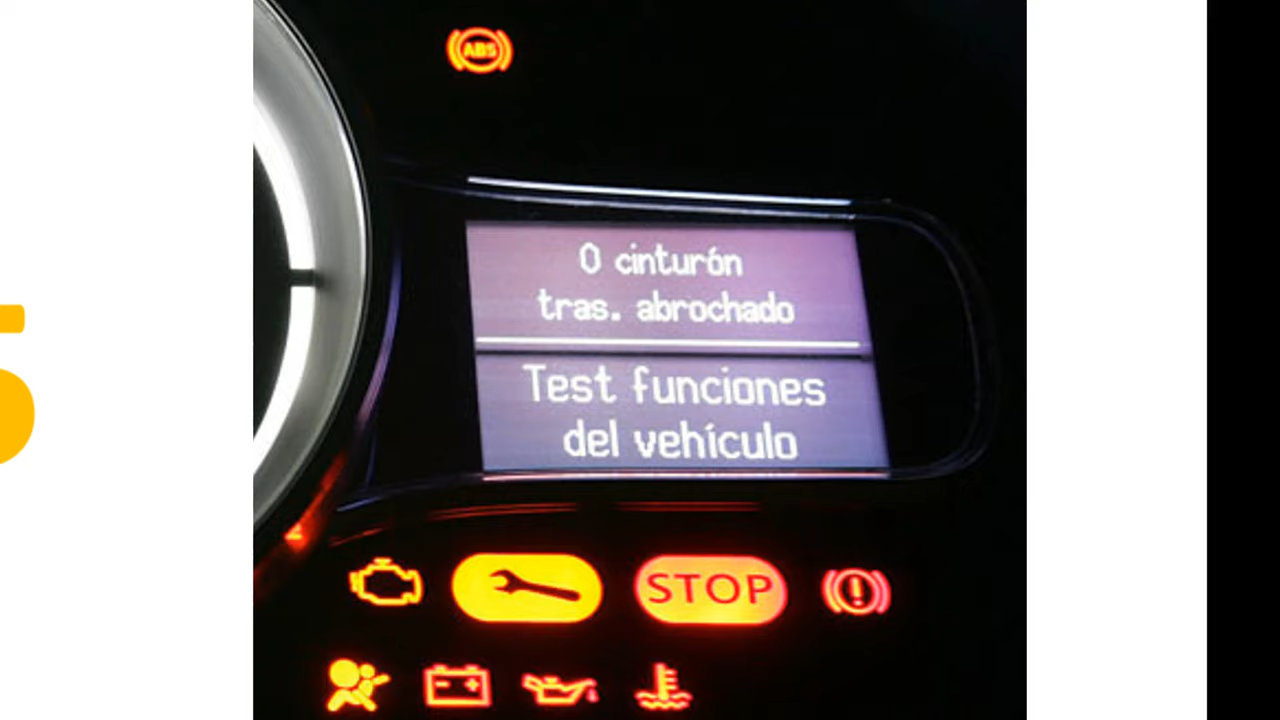 ABS
0 cinturón
tras. abrochado
Test funciones
del vehículo
STOP